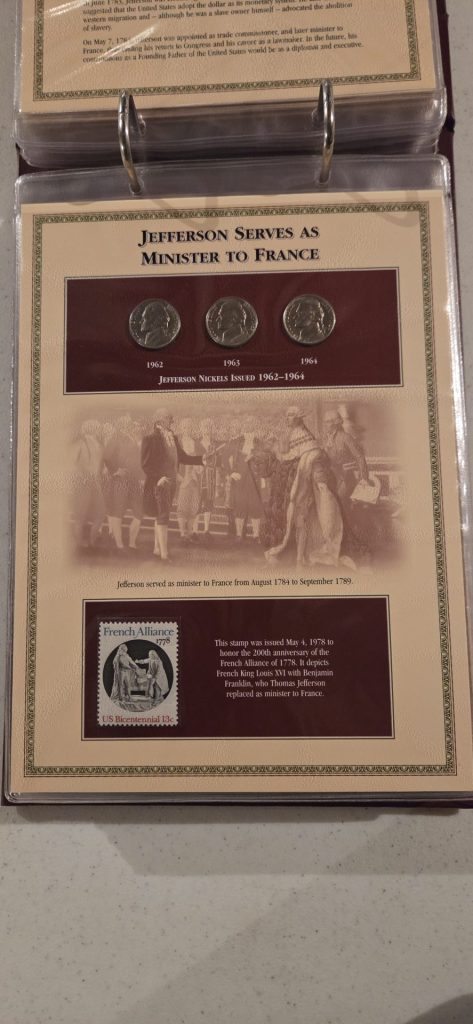 suggested that the United States adopt the dollar as its monetary system. He
western migration and – although he was a slave owner himself – advocated the abolition
of slavery.
On May 7, 1784 Jefferson was appointed as trade commissioner, and later minister to
France, his return to Congress and his career as a lawmaker. In the future, his
contributions as a Founding Father of the United States would be as a diplomat and executive.
JEFFERSON SERVES AS
MINISTER TO FRANCE
1962 1963 1964
JEFFERSON NICKELS ISSUED 1962–1964
Jefferson served as minister to France from August 1784 to September 1789.
French Alliance
1778
US Bicentennial 13c
This stamp was issued May 4, 1978 to
honor the 200th anniversary of the
French Alliance of 1778. It depicts
French King Louis XVI with Benjamin
Franklin, who Thomas Jefferson
replaced as minister to France.